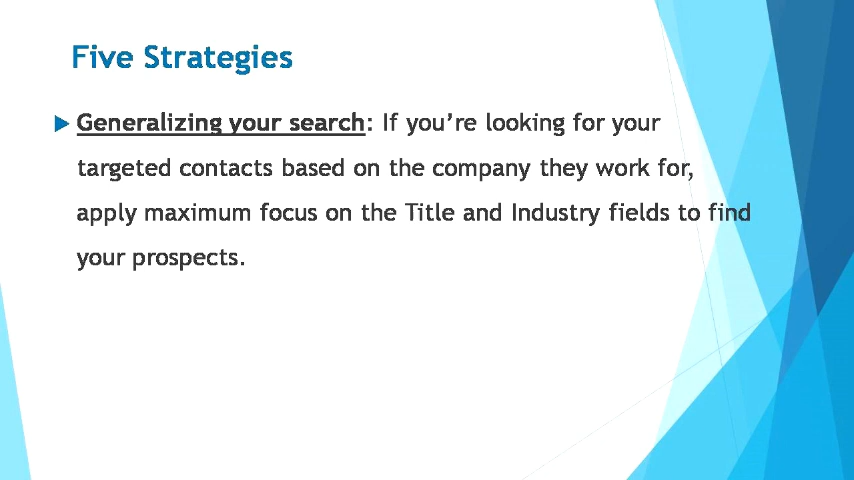 Five Strategies
Generalizing your search: If you’re looking for your
targeted contacts based on the company they work for,
apply maximum focus on the Title and Industry fields to find
your prospects.